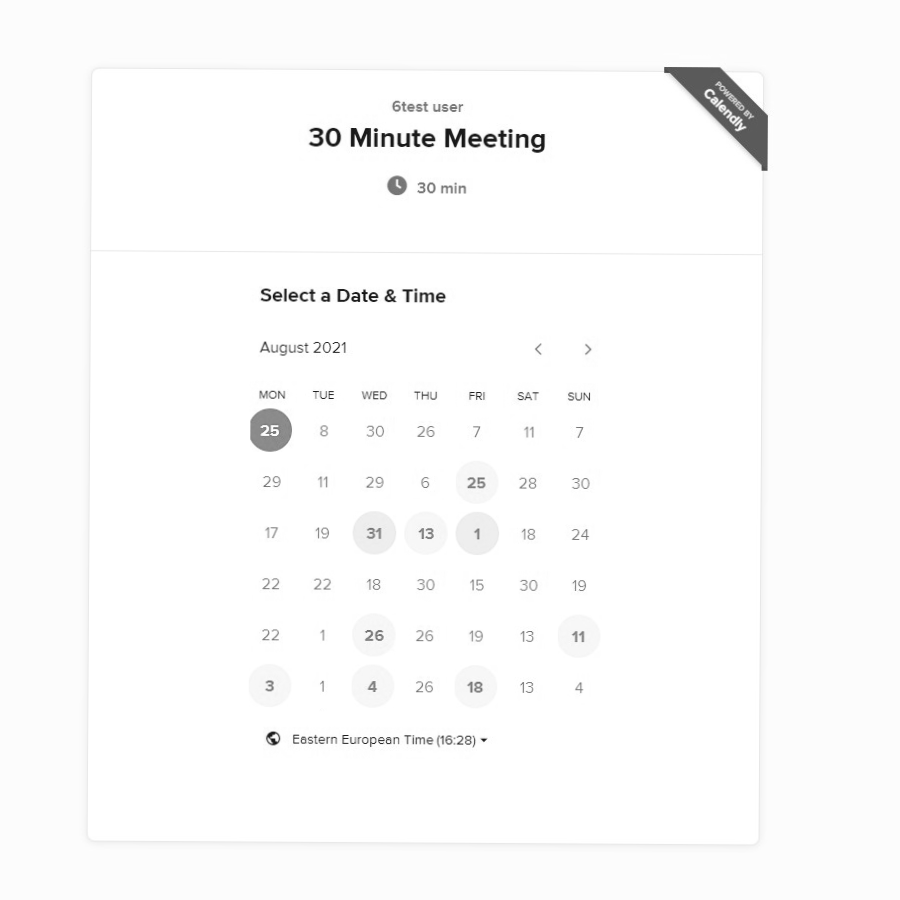 6test user
POWERED BY
Calendly
30 Minute Meeting
30 min
Select a Date & Time
August 2021
MON TUE WED THU FRI SAT SUN
25 8 30 26 7 11 7
29 11 29 6 25 28 30
17 19 31 13 1 18 24
22 22 18 30 15 30 19
22 1 26 26 19 13 11
3 1 4 26 18 13 4
Eastern European Time (16:28)